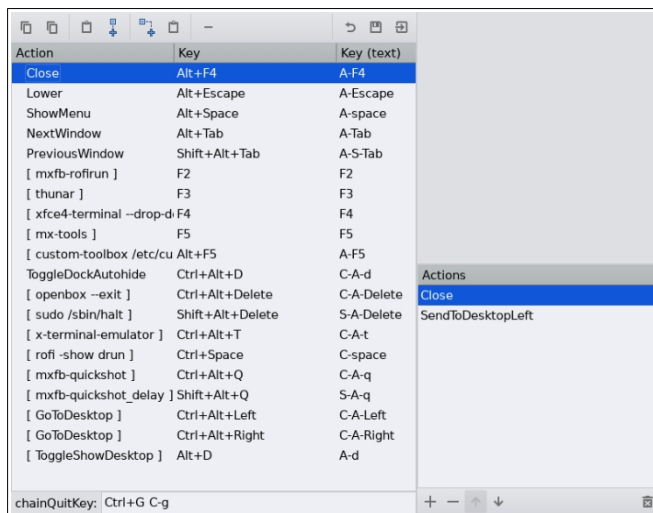 Action Key Key (text)
Close Alt+F4 A-F4
Lower Alt+Escape A-Escape
ShowMenu Alt+Space A-space
NextWindow Alt+Tab A-Tab
PreviousWindow Shift+Alt+Tab A-S-Tab
[ mxfb-rofirun ] F2 F2
[ thunar ] F3 F3
[ xfce4-terminal --drop-d F4 F4
[ mx-tools ] F5 F5
[ custom-toolbox /etc/cu Alt+F5 A-F5
ToggleDockAutohide Ctrl+Alt+D C-A-d
[ openbox --exit ] Ctrl+Alt+Delete C-A-Delete
[ sudo /sbin/halt ] Shift+Alt+Delete S-A-Delete
[ x-terminal-emulator ] Ctrl+Alt+T C-A-t
[ rofi -show drun ] Ctrl+Space C-space
[ mxfb-quickshot ] Ctrl+Alt+Q C-A-q
[ mxfb-quickshot_delay ] Shift+Alt+Q S-A-q
[ GoToDesktop ] Ctrl+Alt+Left C-A-Left
[ GoToDesktop ] Ctrl+Alt+Right C-A-Right
[ ToggleShowDesktop ] Alt+D A-d
chainQuitKey: Ctrl+G C-g
Actions
Close
SendToDesktopLeft